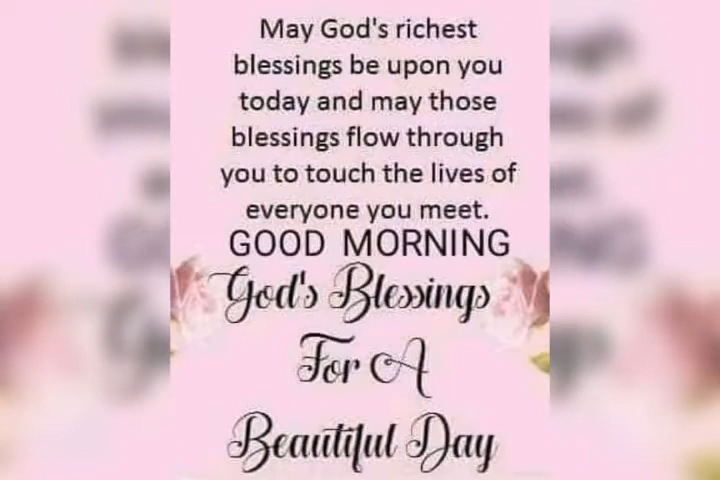 May God's richest
blessings be upon you
today and may those
blessings flow through
you to touch the lives of
everyone you meet.
GOOD MORNING
God's Blessings
For A
Beautiful Day